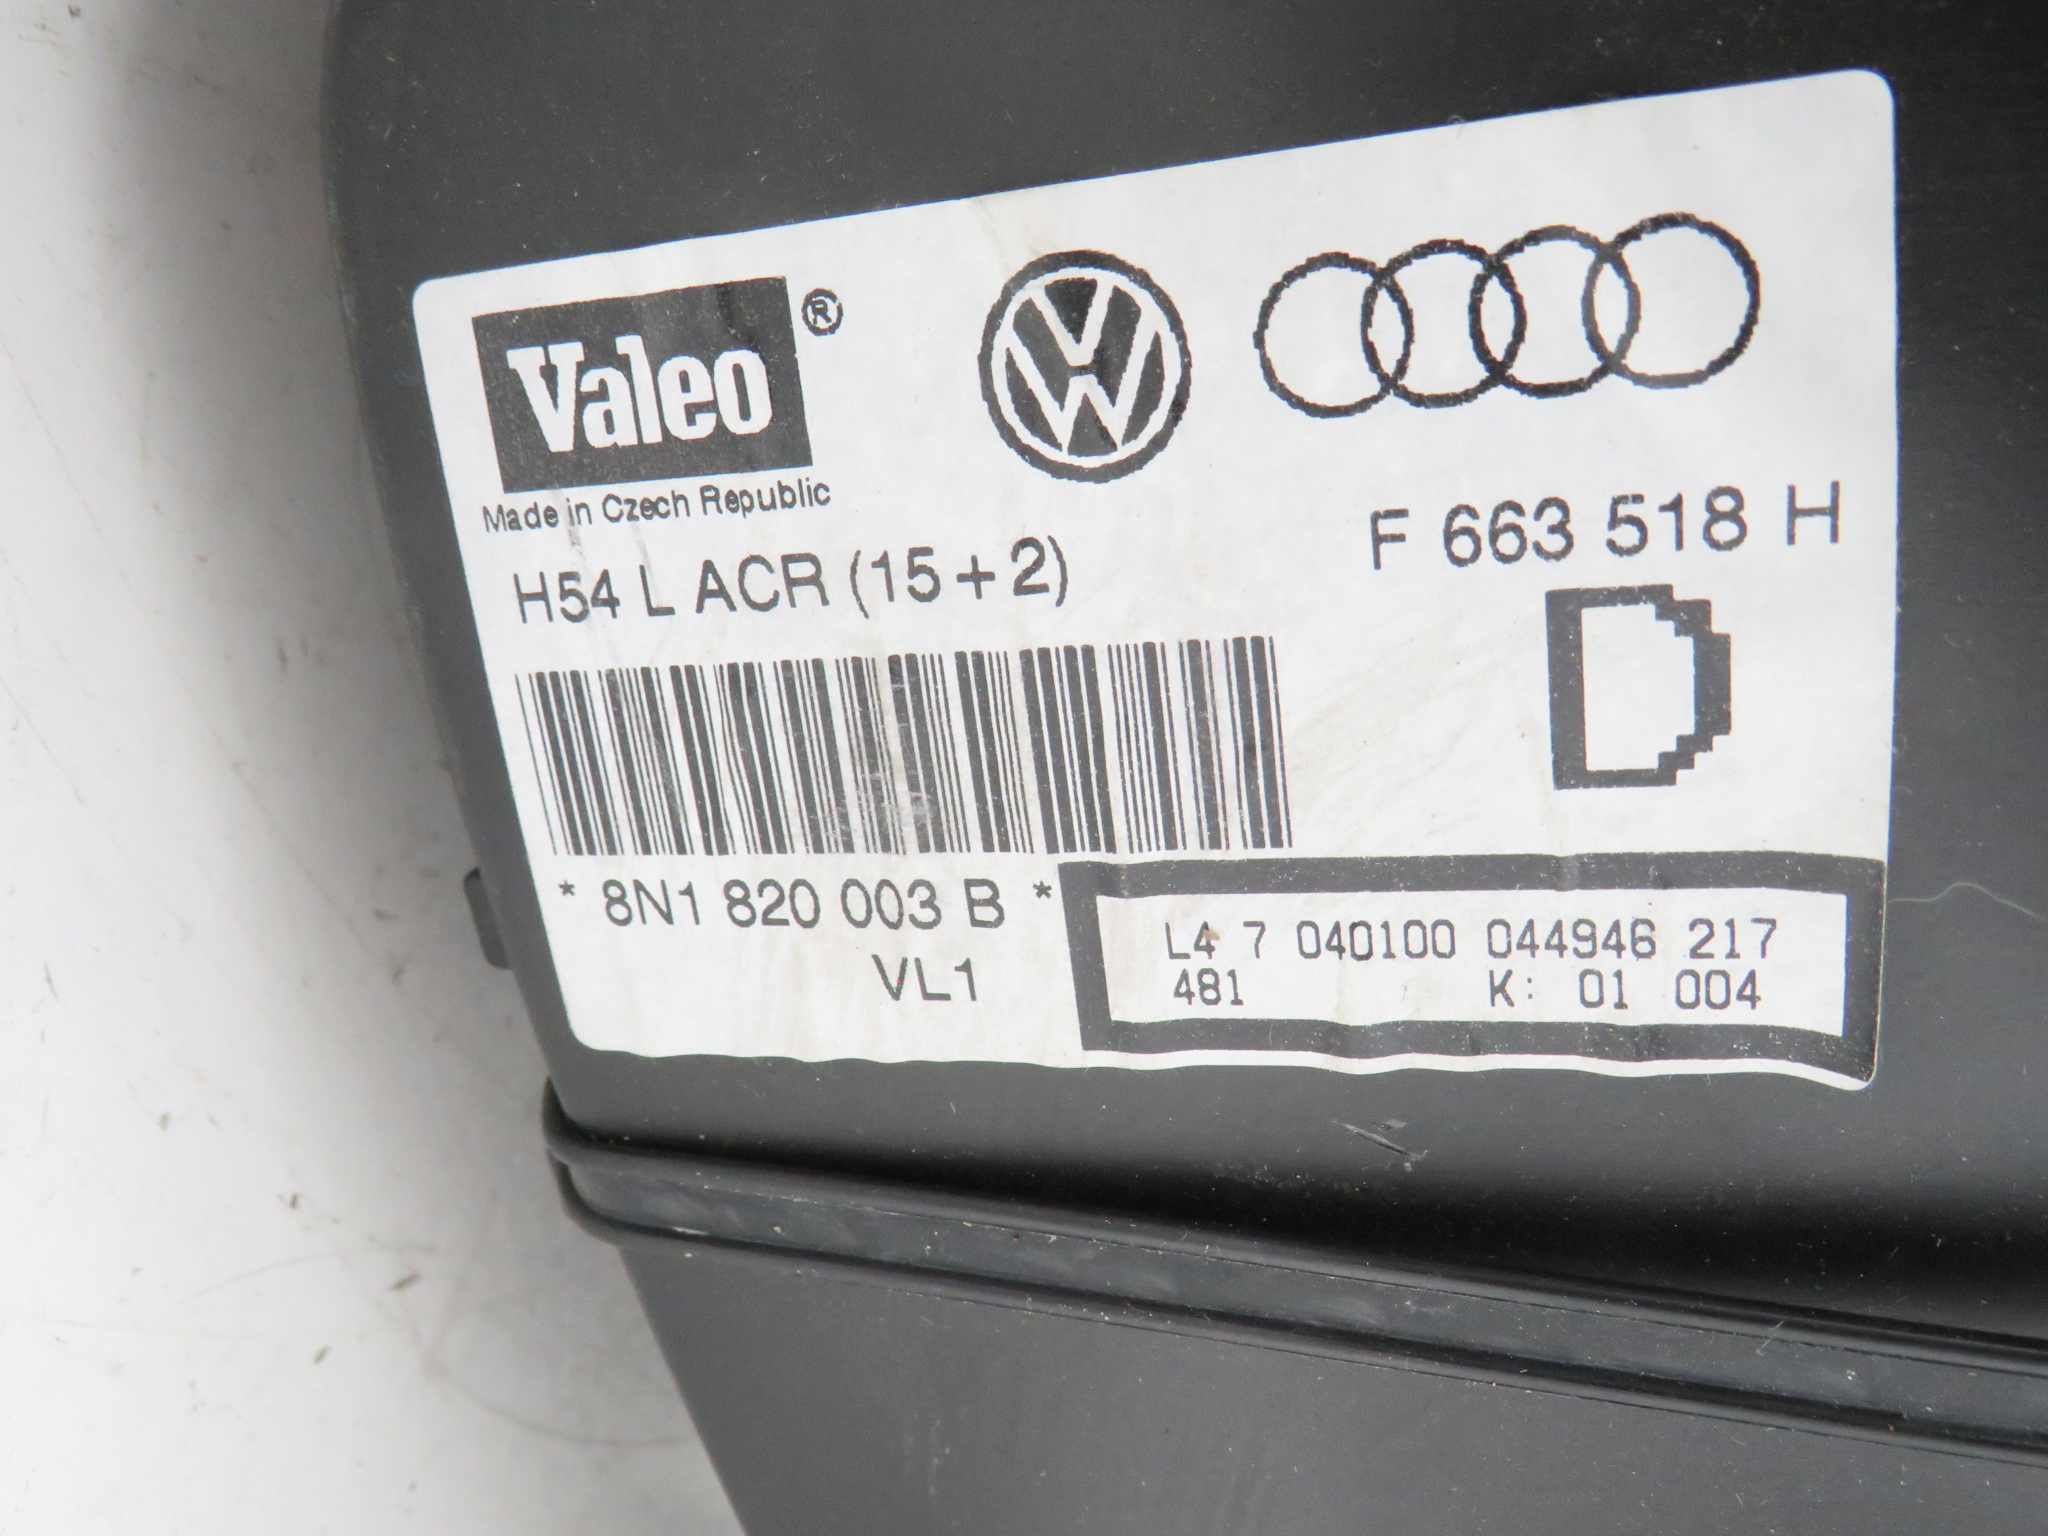 Valeo ®
Made in Czech Republic
H54 L ACR (15+2)
F 663 518 H
D
* 8N1 820 003 B *
VL1
L4 7 040100 044946 217
481 K: 01 004